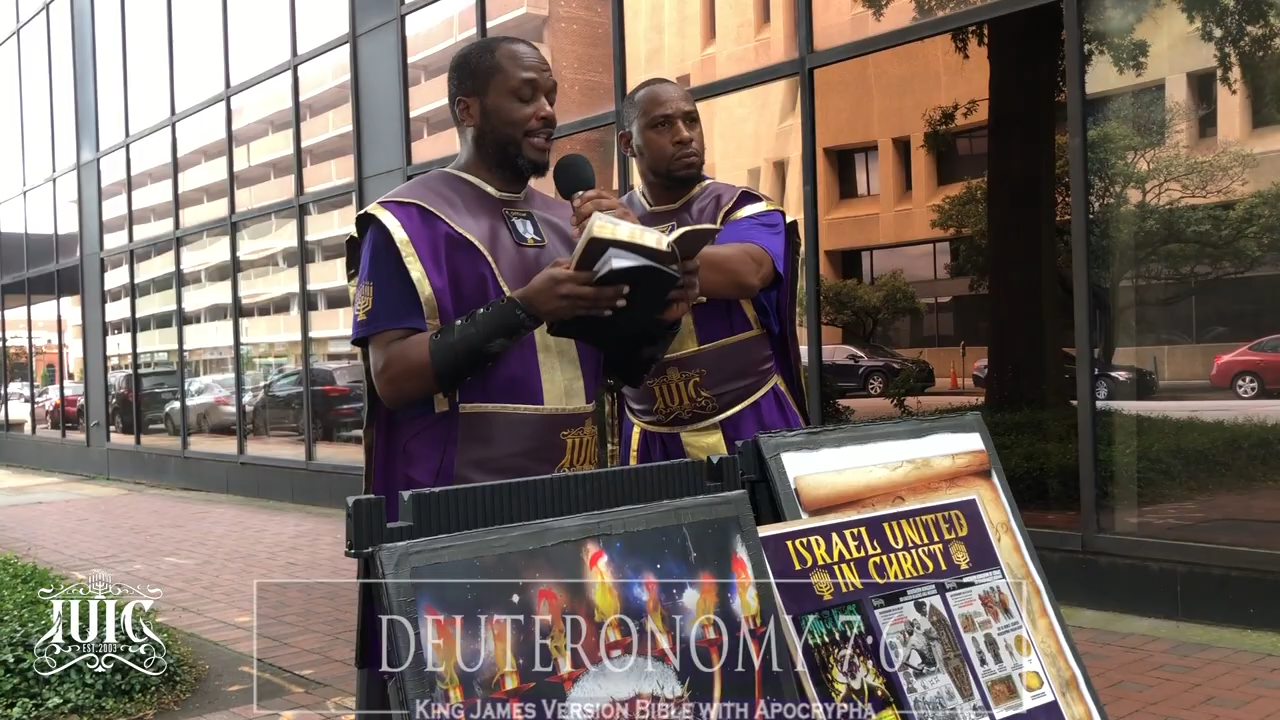 IUIC
IUIC
ISRAEL UNITED
IN CHRIST
IUIC
EST. 2003
DEUTERONOMY 7:6
KING JAMES VERSION BIBLE WITH APOCRYPHA